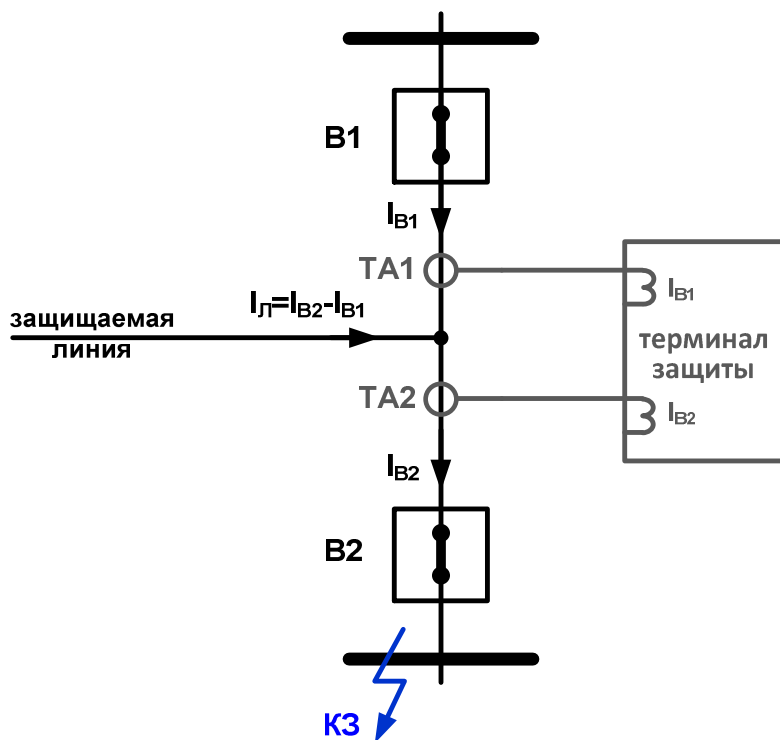 В1
IВ1
ТА1
IВ1
IЛ=IВ2-IВ1
защищаемая
линия
терминал
защиты
ТА2
IВ2
IВ2
В2
КЗ